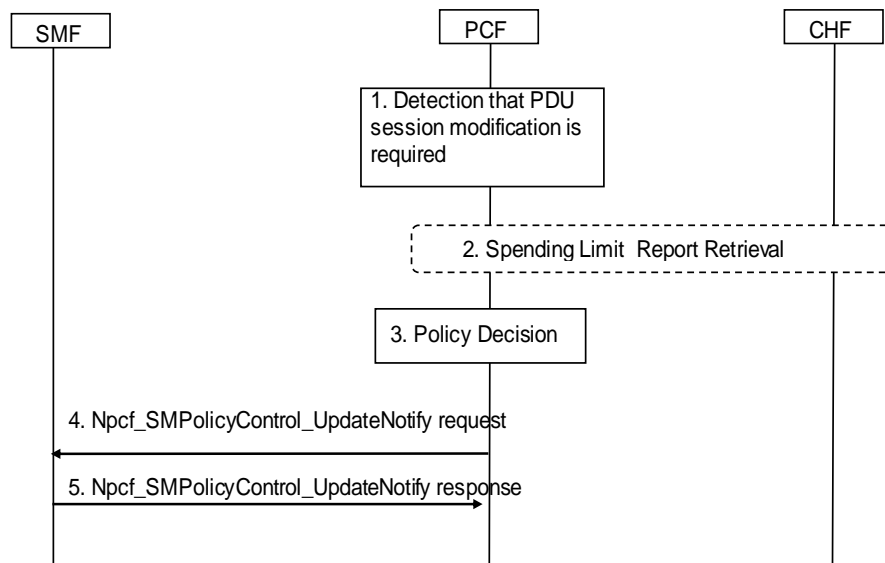 SMF
PCF
CHF
1. Detection that PDU
session modification is
required
2. Spending Limit Report Retrieval
3. Policy Decision
4. Npcf_SMPolicyControl_UpdateNotify request
5. Npcf_SMPolicyControl_UpdateNotify response